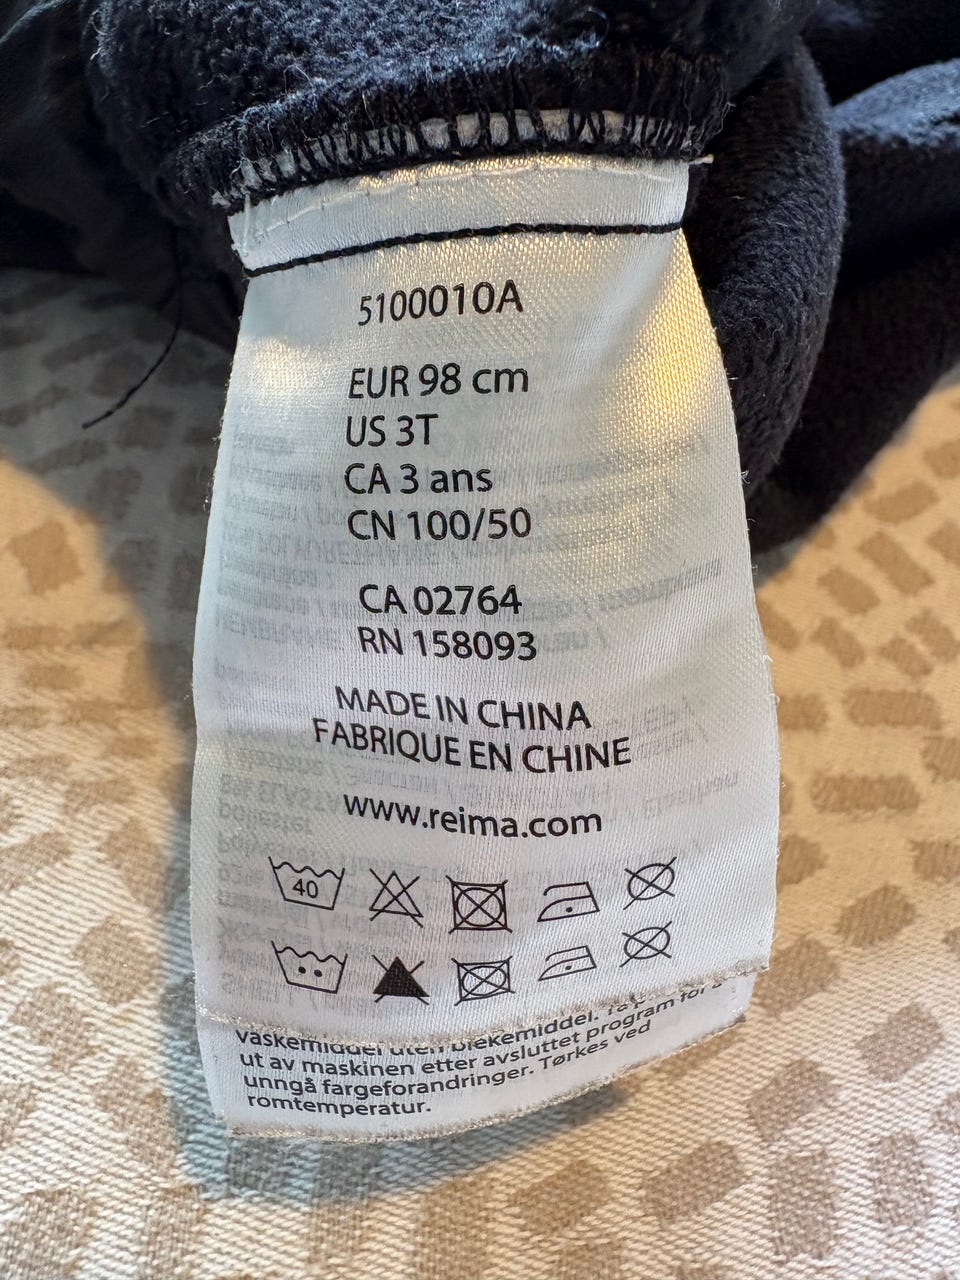 5100010A
EUR 98 cm
US 3T
CA 3 ans
CN 100/50
CA 02764
RN 158093
MADE IN CHINA
FABRIQUE EN CHINE
www.reima.com
40
vaskemiddel uten blekemiddel.
ut av maskinen etter avsluttet program for å
unngå fargeforandringer. Tørkes ved
romtemperatur.